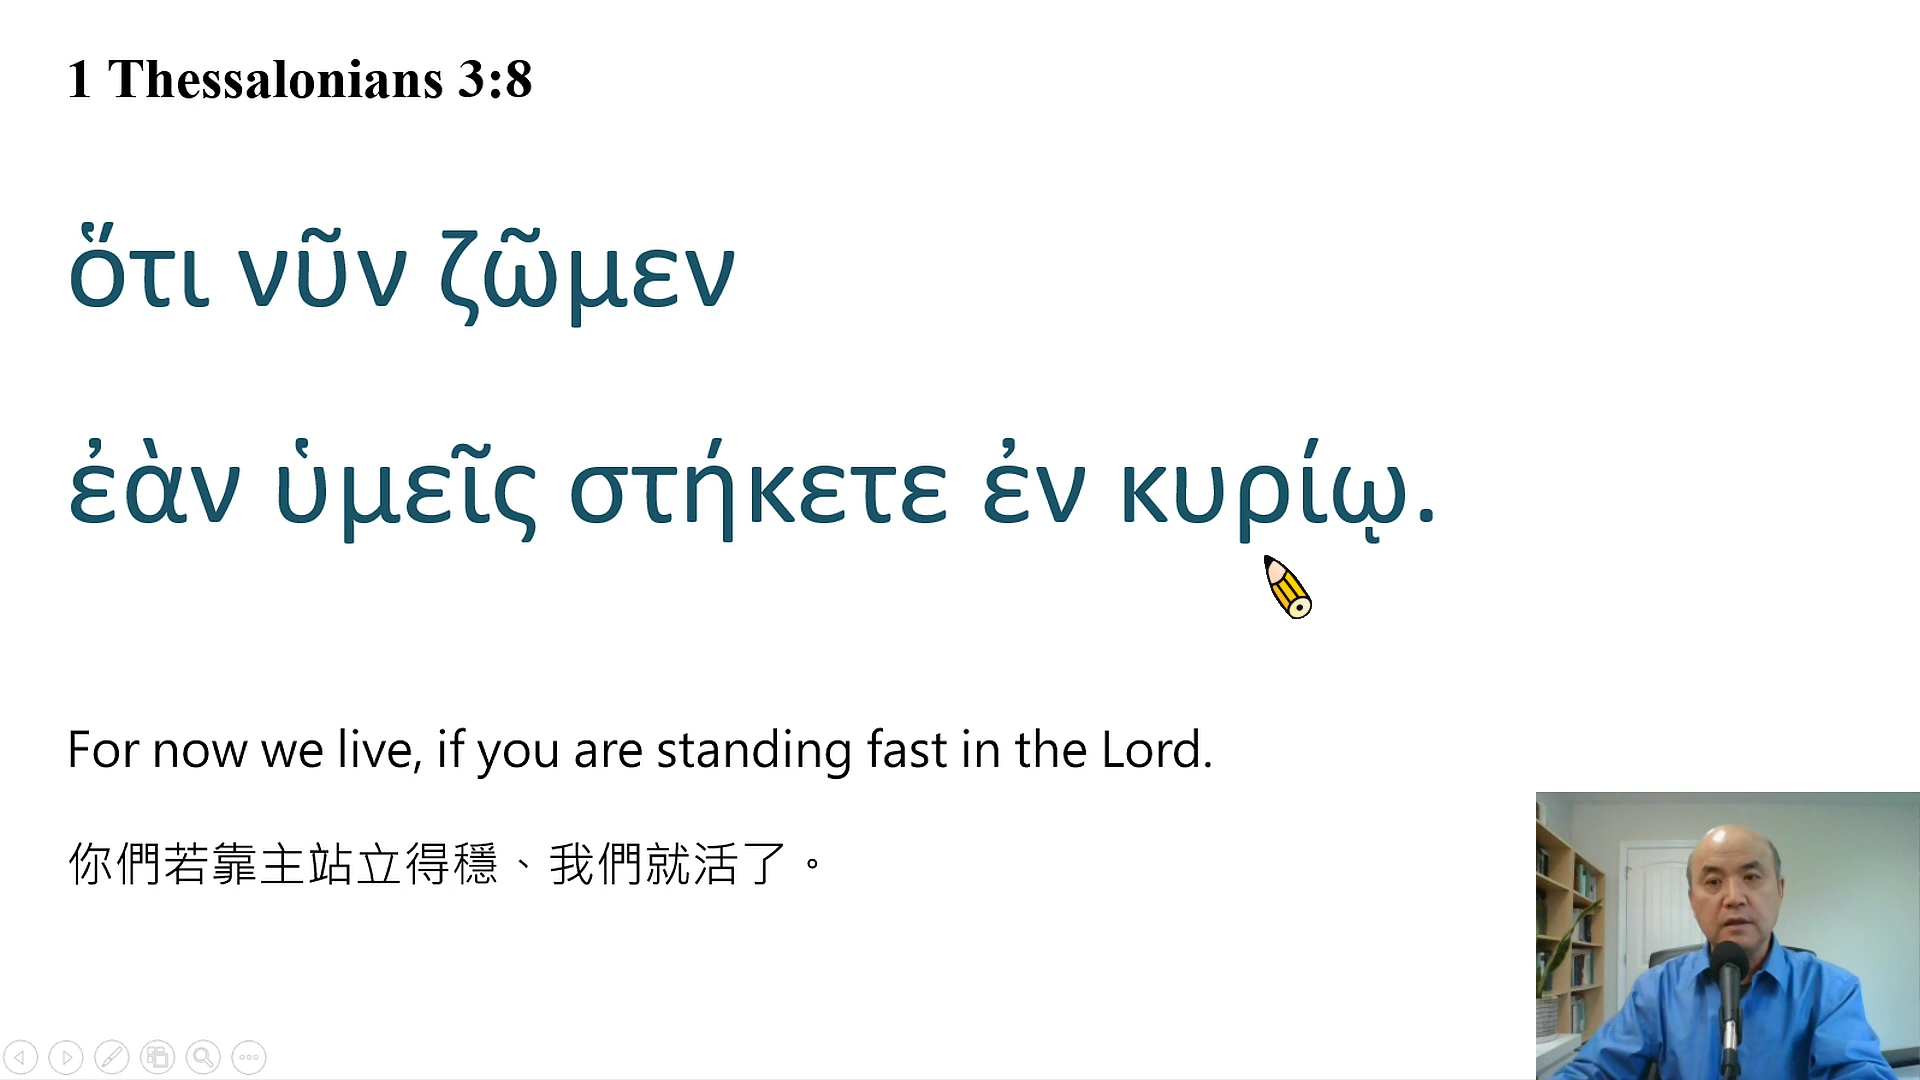 1 Thessalonians 3:8
ὅτι νῦν ζῶμεν
ἐὰν ὑμεῖς στήκετε ἐν κυρίῳ.
For now we live, if you are standing fast in the Lord.
你們若靠主站立得穩、我們就活了。